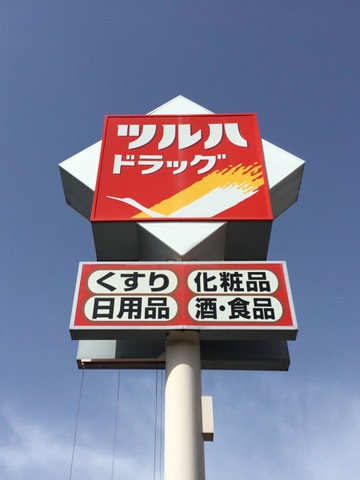 ツルハ
ドラッグ
くすり 化粧品
日用品 酒・食品